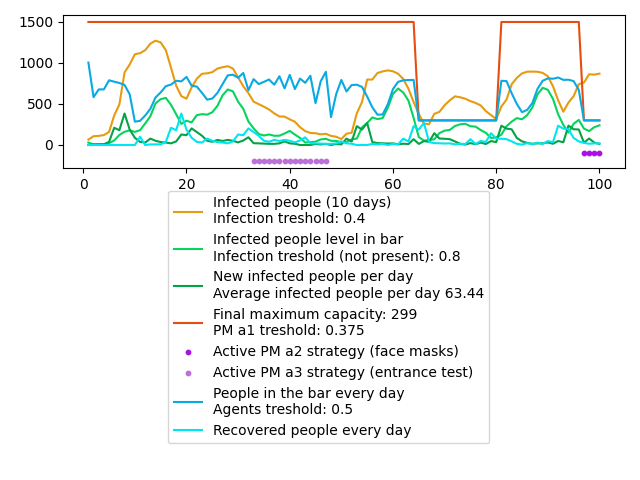 1500
1000
500
0
0 20 40 60 80 100
Infected people (10 days)
Infection treshold: 0.4
Infected people level in bar
Infection treshold (not present): 0.8
New infected people per day
Average infected people per day 63.44
Final maximum capacity: 299
PM a1 treshold: 0.375
Active PM a2 strategy (face masks)
Active PM a3 strategy (entrance test)
People in the bar every day
Agents treshold: 0.5
Recovered people every day